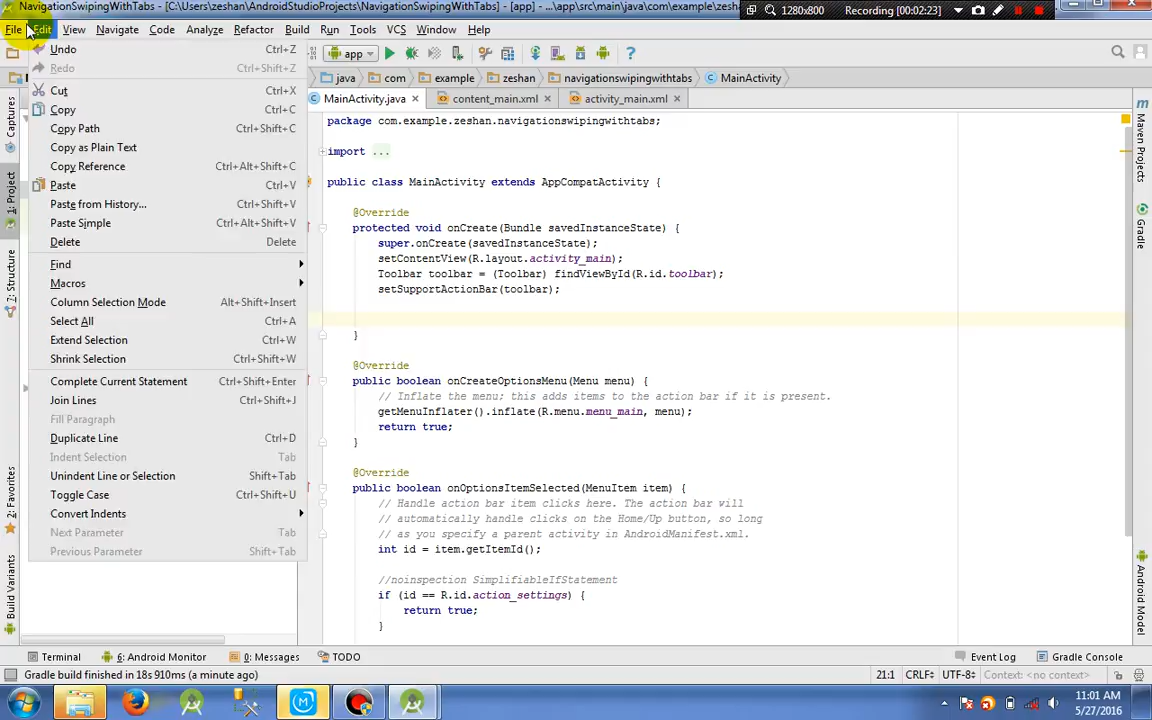 NavigationSwipingWithTabs - [C:\Users\zeshan\AndroidStudioProjects\NavigationSwipingWithTabs] - [app] - ...\app\src\main\java\com\example\zesha
1280x800 Recording [00:02:23]
File Edit View Navigate Code Analyze Refactor Build Run Tools VCS Window Help
app
java com example zeshan navigationswipingwithtabs MainActivity
MainActivity.java content_main.xml activity_main.xml
Undo Ctrl+Z
Redo Ctrl+Shift+Z
Cut Ctrl+X
Copy Ctrl+C
Copy Path Ctrl+Shift+C
Copy as Plain Text
Copy Reference Ctrl+Alt+Shift+C
Paste Ctrl+V
Paste from History... Ctrl+Shift+V
Paste Simple Ctrl+Alt+Shift+V
Delete Delete
Find
Macros
Column Selection Mode Alt+Shift+Insert
Select All Ctrl+A
Extend Selection Ctrl+W
Shrink Selection Ctrl+Shift+W
Complete Current Statement Ctrl+Shift+Enter
Join Lines Ctrl+Shift+J
Fill Paragraph
Duplicate Line Ctrl+D
Indent Selection Tab
Unindent Line or Selection Shift+Tab
Toggle Case Ctrl+Shift+U
Convert Indents
Next Parameter Tab
Previous Parameter Shift+Tab
package com.example.zeshan.navigationswipingwithtabs;
import ...
public class MainActivity extends AppCompatActivity {
@Override
protected void onCreate(Bundle savedInstanceState) {
super.onCreate(savedInstanceState);
setContentView(R.layout.activity_main);
Toolbar toolbar = (Toolbar) findViewById(R.id.toolbar);
setSupportActionBar(toolbar);
}
@Override
public boolean onCreateOptionsMenu(Menu menu) {
// Inflate the menu; this adds items to the action bar if it is present.
getMenuInflater().inflate(R.menu.menu_main, menu);
return true;
}
@Override
public boolean onOptionsItemSelected(MenuItem item) {
// Handle action bar item clicks here. The action bar will
// automatically handle clicks on the Home/Up button, so long
// as you specify a parent activity in AndroidManifest.xml.
int id = item.getItemId();
//noinspection SimplifiableIfStatement
if (id == R.id.action_settings) {
return true;
}
Captures
1: Project
7: Structure
2: Favorites
Build Variants
Maven Projects
Gradle
Android Model
Terminal 6: Android Monitor 0: Messages TODO Event Log Gradle Console
Gradle build finished in 18s 910ms (a minute ago) 21:1 CRLF÷ UTF-8÷ Context: <no context>
11:01 AM
5/27/2016